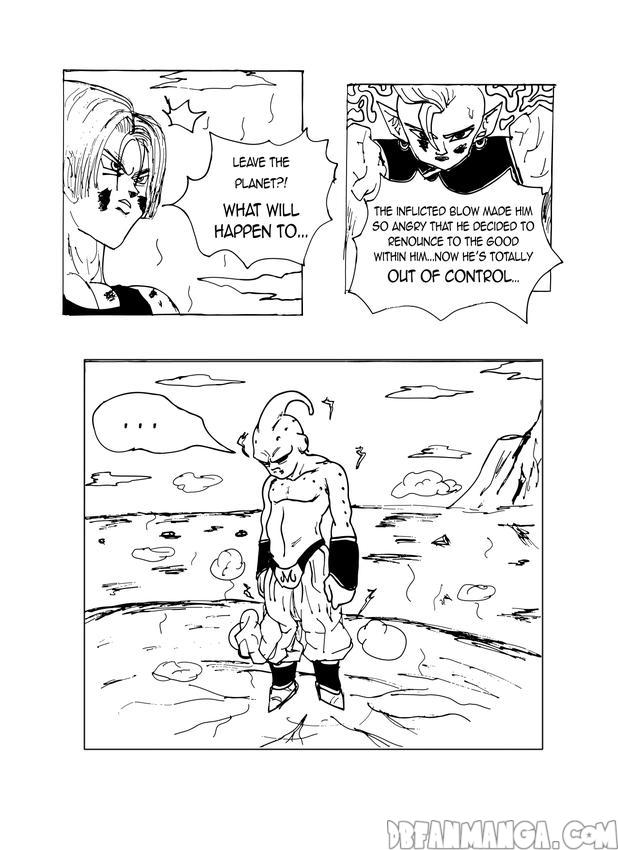 LEAVE THE
PLANET?!
WHAT WILL
HAPPEN TO...
THE INFLICTED BLOW MADE HIM
SO ANGRY THAT HE DECIDED TO
RENOUNCE TO THE GOOD
WITHIN HIM...NOW HE'S TOTALLY
OUT OF CONTROL...
...
M
DBFANMANGA.COM